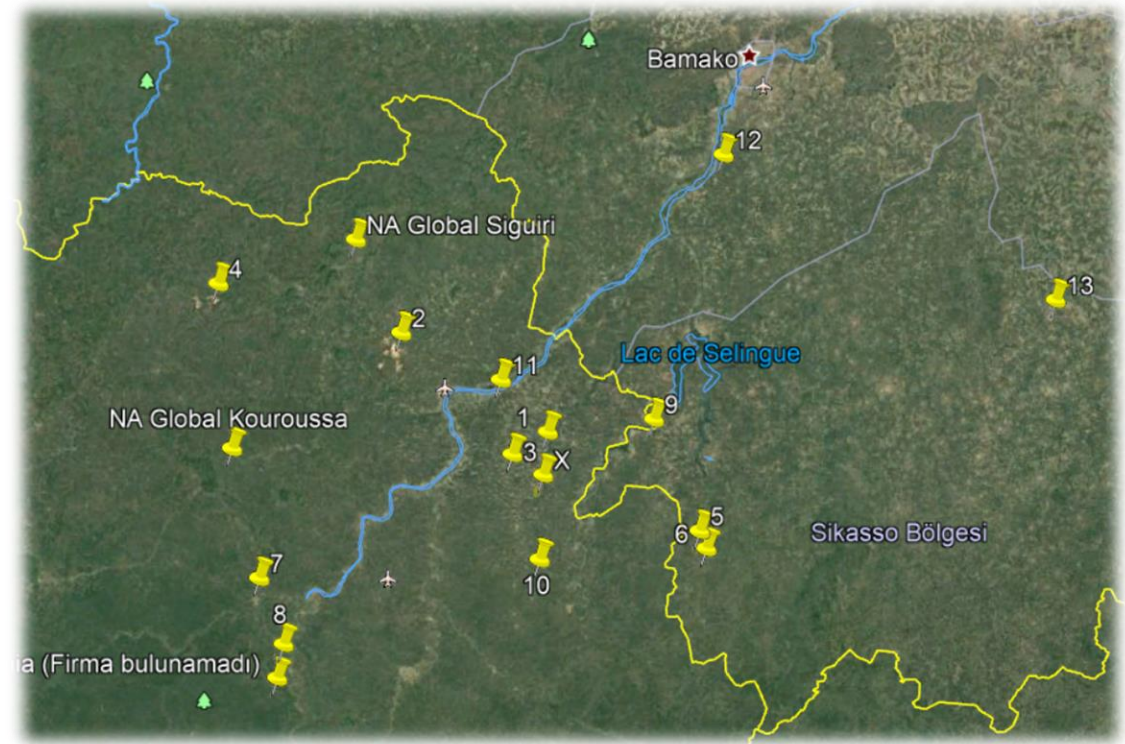 Bamako
12
NA Global Siguiri
4
13
2
Lac de Selingue
11
9
NA Global Kouroussa
1
3
X
5
6
Sikasso Bölgesi
7
10
8
(Firma bulunamadı)